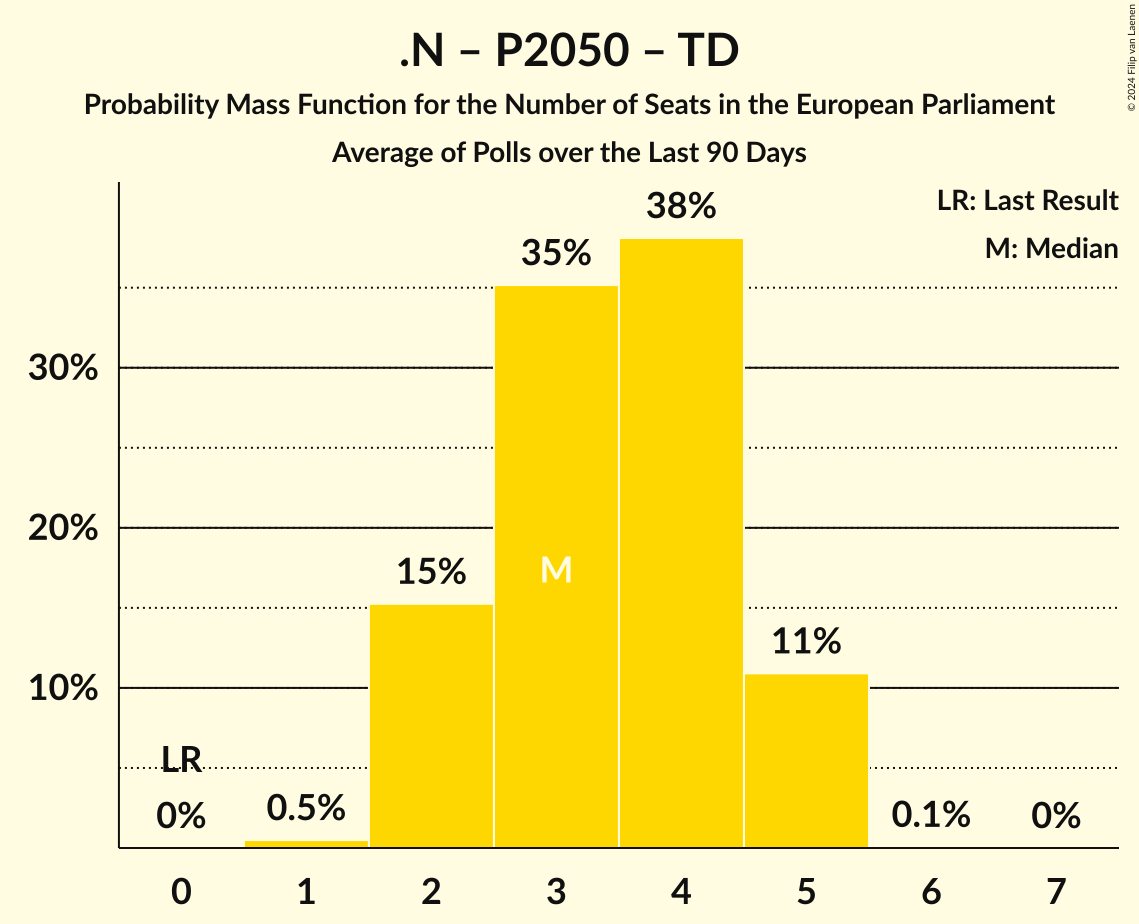 .N – P2050 – TD
Probability Mass Function for the Number of Seats in the European Parliament
Average of Polls over the Last 90 Days
© 2024 Filip van Laenen
LR: Last Result
M: Median
38%
35%
30%
20%
15%
M
11%
10%
LR
0%
0.5%
0.1%
0%
0 1 2 3 4 5 6 7